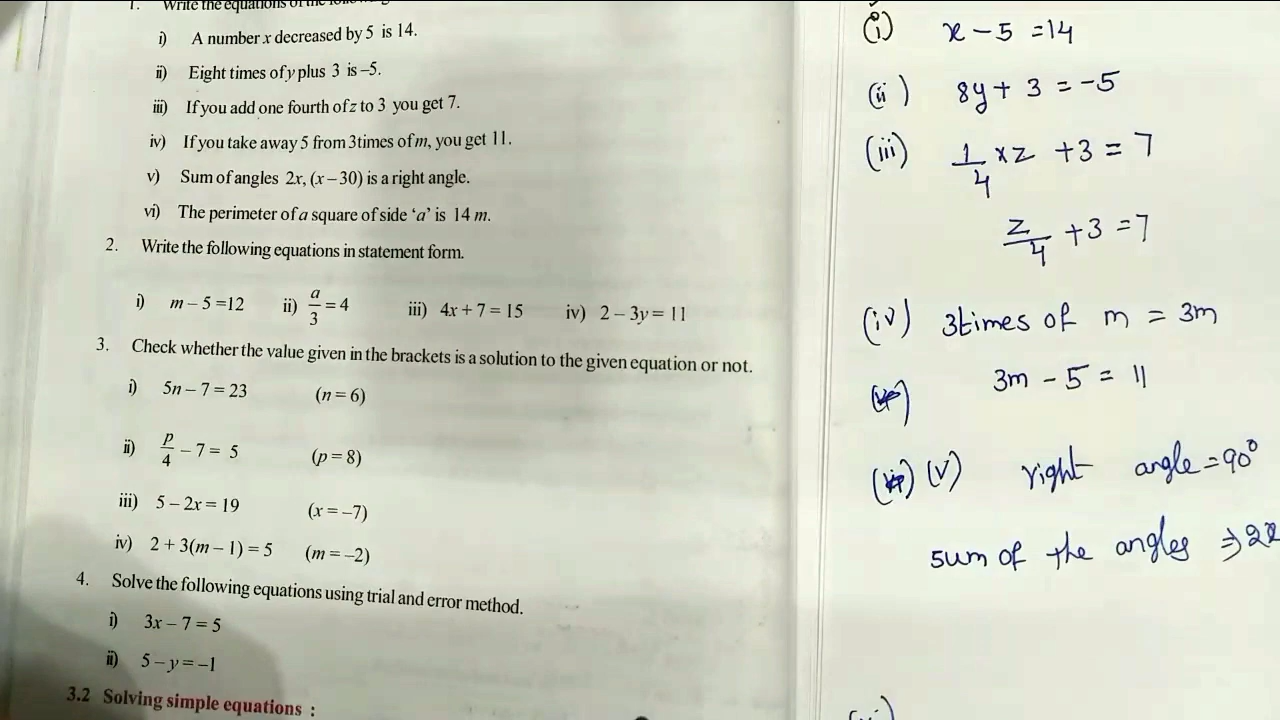 1. Write the equations of the
i) A number x decreased by 5 is 14.
ii) Eight times of y plus 3 is –5.
iii) If you add one fourth of z to 3 you get 7.
iv) If you take away 5 from 3times of m, you get 11.
v) Sum of angles 2x, (x – 30) is a right angle.
vi) The perimeter of a square of side ‘a’ is 14 m.
2. Write the following equations in statement form.
i) m – 5 =12 ii) a/3 = 4 iii) 4x + 7 = 15 iv) 2 – 3y = 11
3. Check whether the value given in the brackets is a solution to the given equation or not.
i) 5n – 7 = 23 (n = 6)
ii) p/4 – 7 = 5 (p = 8)
iii) 5 – 2x = 19 (x = –7)
iv) 2 + 3(m – 1) = 5 (m = –2)
4. Solve the following equations using trial and error method.
i) 3x – 7 = 5
ii) 5 – y = –1
3.2 Solving simple equations :
(i) x – 5 = 14
(ii) 8y + 3 = –5
(iii) 1/4 × z + 3 = 7
z/4 + 3 = 7
(iv) 3times of m = 3m
3m – 5 = 11
(v) right angle = 90°
sum of the angles ⇒ 2x